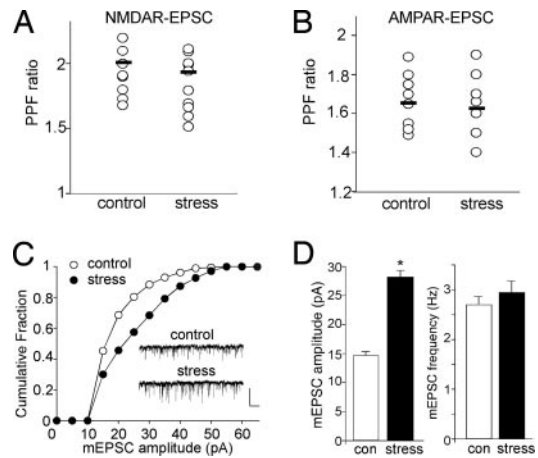 A
NMDAR-EPSC
PPF ratio
2
1.5
1
control stress
B
AMPAR-EPSC
PPF ratio
2
1.8
1.6
1.4
1.2
control stress
C
control
stress
Cumulative Fraction
1
0.8
0.6
0.4
0.2
0
control
stress
0 10 20 30 40 50 60
mEPSC amplitude (pA)
D
mEPSC amplitude (pA)
30
25
20
15
10
5
0
*
con stress
mEPSC frequency (Hz)
3
2
1
0
con stress